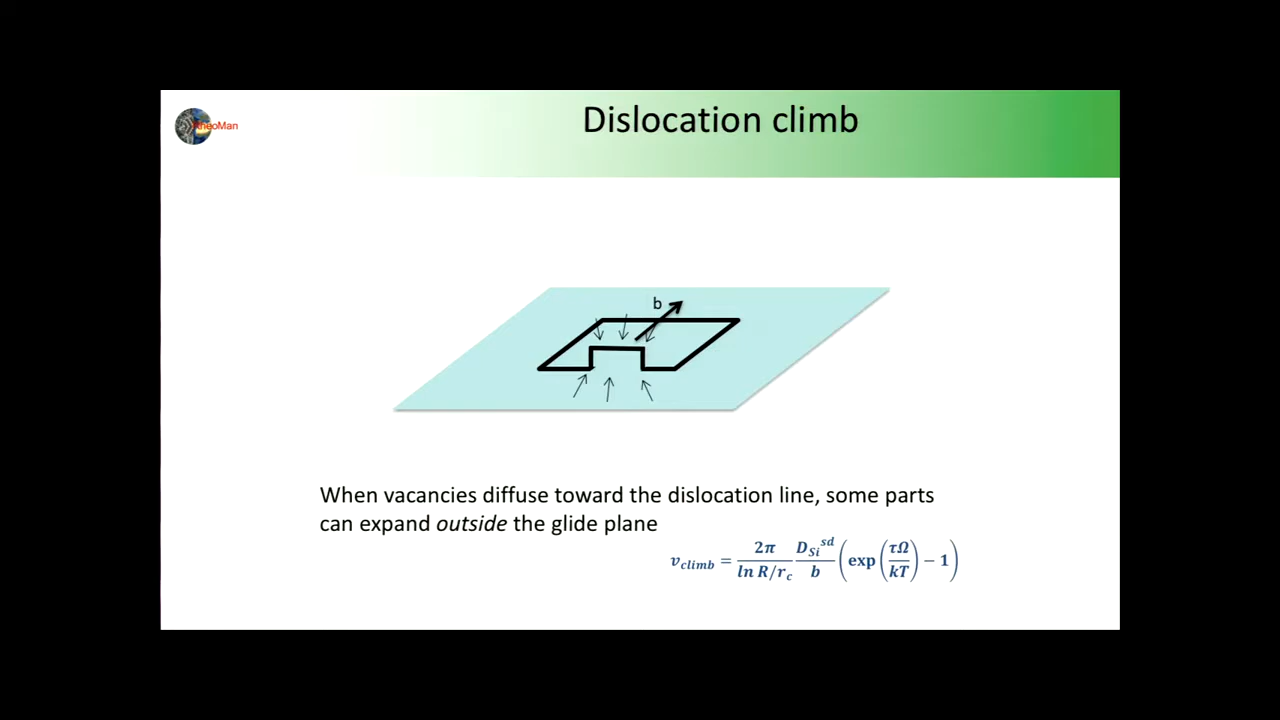 Dislocation climb
RheoMan
b
When vacancies diffuse toward the dislocation line, some parts
can expand outside the glide plane
v_climb = 2π / (ln R/r_c) D_Si^sd / b (exp(τΩ / kT) − 1)